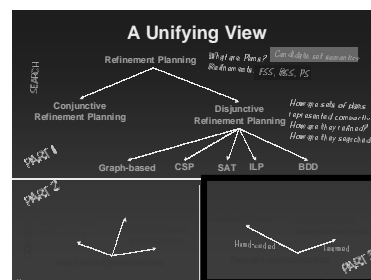 A Unifying View
Refinement Planning
What are Plans? Candidate set semantics
Refinements. FSS, BSS, PS
SEARCH
Conjunctive
Refinement Planning
Disjunctive
Refinement Planning
How are sets of plans
represented compactly?
How are they refined?
How are they searched
PART 1
Graph-based CSP SAT ILP BDD
PART 2
Hand-coded
Learned
PART 3